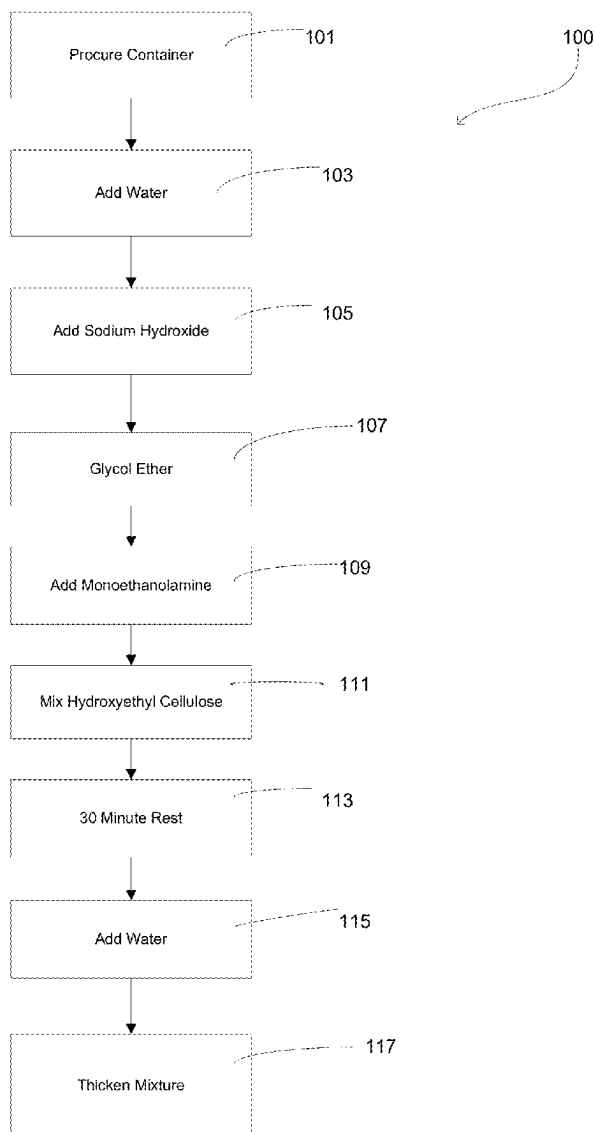 Procure Container
101
100
Add Water
103
Add Sodium Hydroxide
105
Glycol Ether
107
Add Monoethanolamine
109
Mix Hydroxyethyl Cellulose
111
30 Minute Rest
113
Add Water
115
Thicken Mixture
117